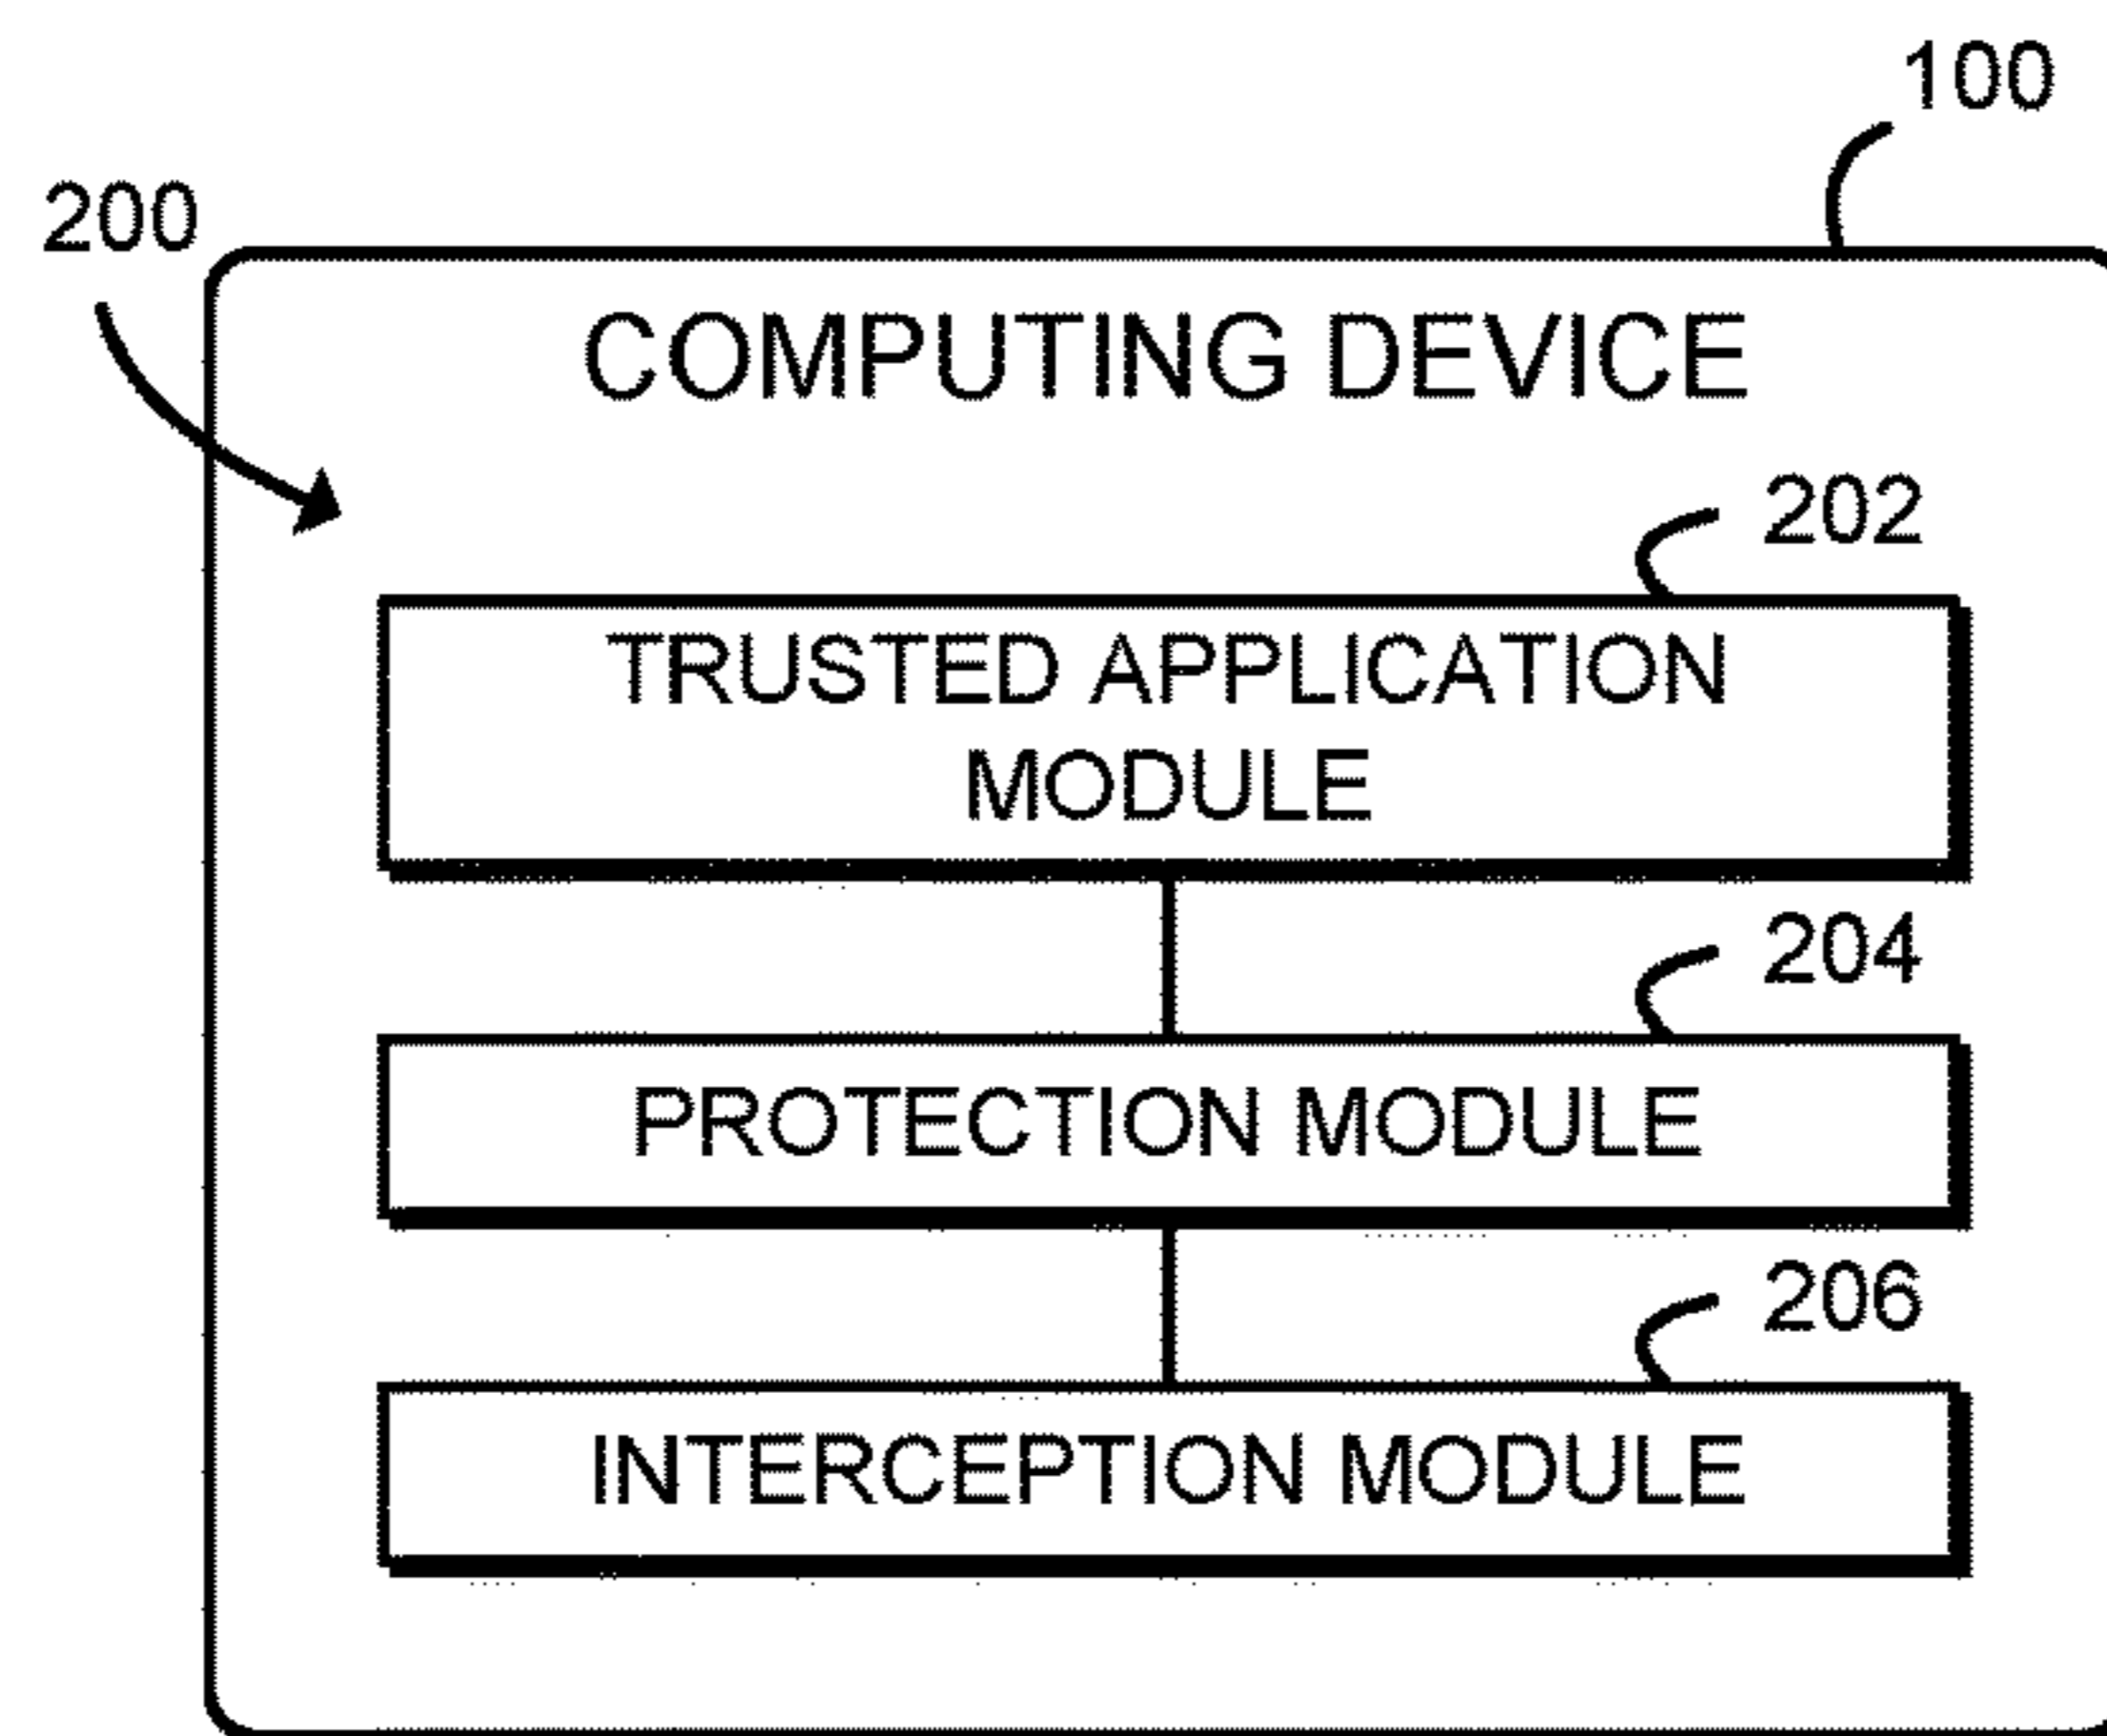 100
200
COMPUTING DEVICE
202
TRUSTED APPLICATION
MODULE
204
PROTECTION MODULE
206
INTERCEPTION MODULE